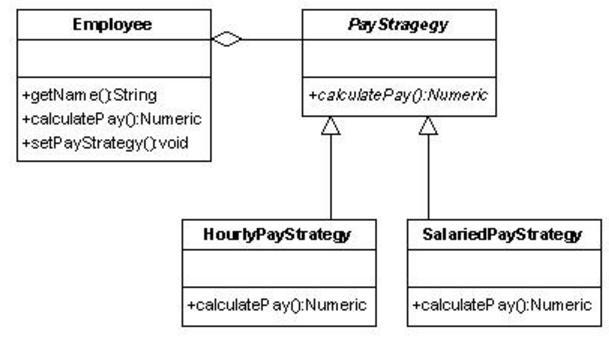 Employee
+getName():String
+calculatePay():Numeric
+setPayStrategy():void
PayStragegy
+calculatePay():Numeric
HourlyPayStrategy
+calculatePay():Numeric
SalariedPayStrategy
+calculatePay():Numeric